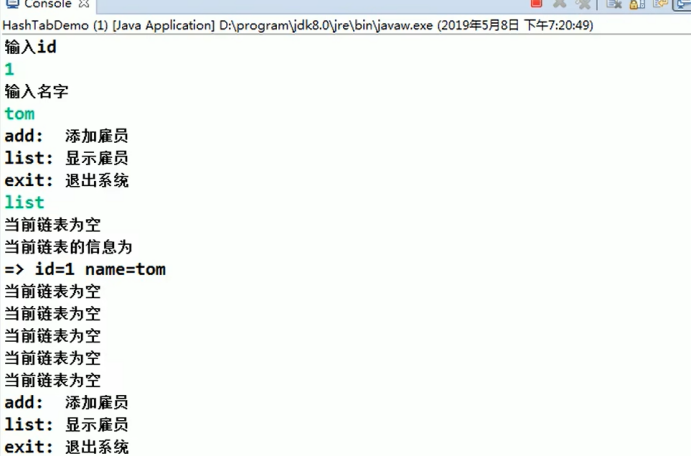 Console
HashTabDemo (1) [Java Application] D:\program\jdk8.0\jre\bin\javaw.exe (2019年5月8日 下午7:20:49)
输入id
1
输入名字
tom
add:  添加雇员
list: 显示雇员
exit: 退出系统
list
当前链表为空
当前链表的信息为
=> id=1 name=tom
当前链表为空
当前链表为空
当前链表为空
当前链表为空
当前链表为空
add:  添加雇员
list: 显示雇员
exit: 退出系统